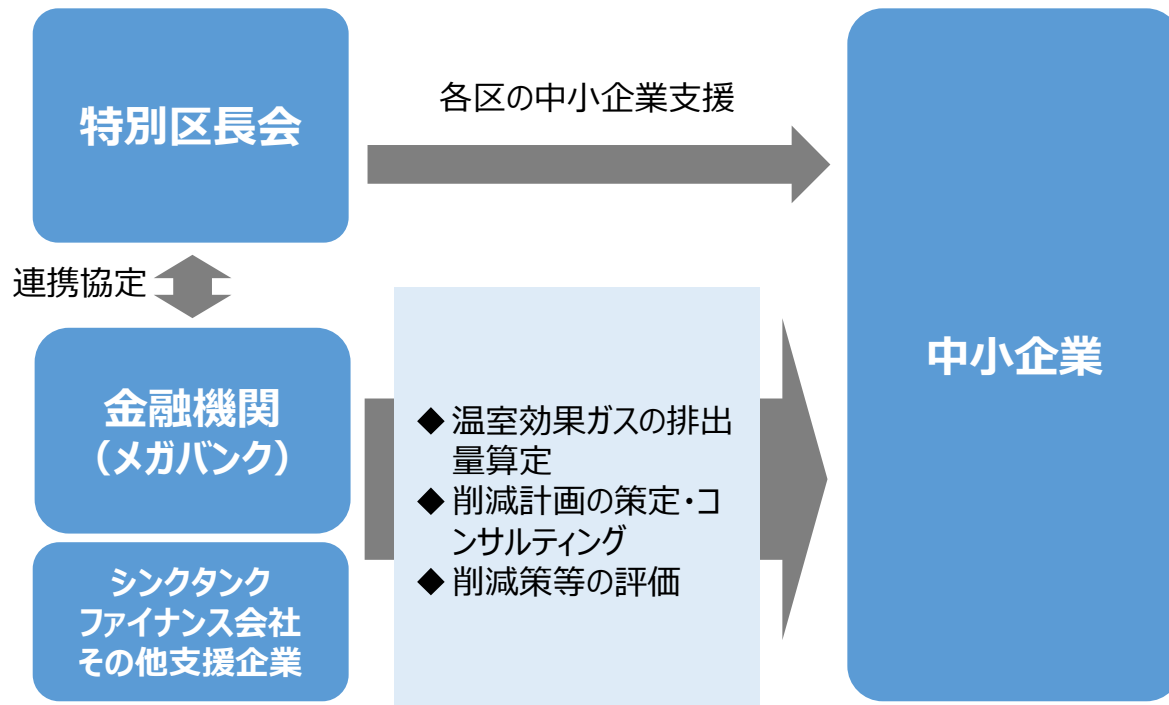 特別区長会
各区の中小企業支援
連携協定
金融機関
（メガバンク）
シンクタンク
ファイナンス会社
その他支援企業
◆ 温室効果ガスの排出
量算定
◆ 削減計画の策定・コ
ンサルティング
◆ 削減策等の評価
中小企業